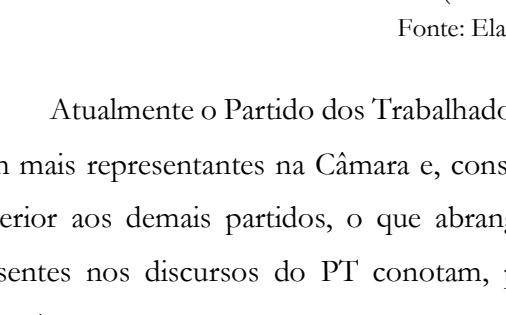 Fonte: Ela
Atualmente o Partido dos Trabalhado
mais representantes na Câmara e, cons
erior aos demais partidos, o que abran
sentes nos discursos do PT conotam,